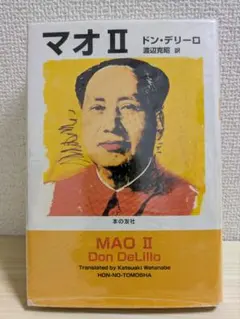 マオⅡ
ドン・デリーロ
渡辺克昭 訳
本の友社
MAO II
Don DeLillo
Translated by Katsuaki Watanabe
HON-NO-TOMOSHA